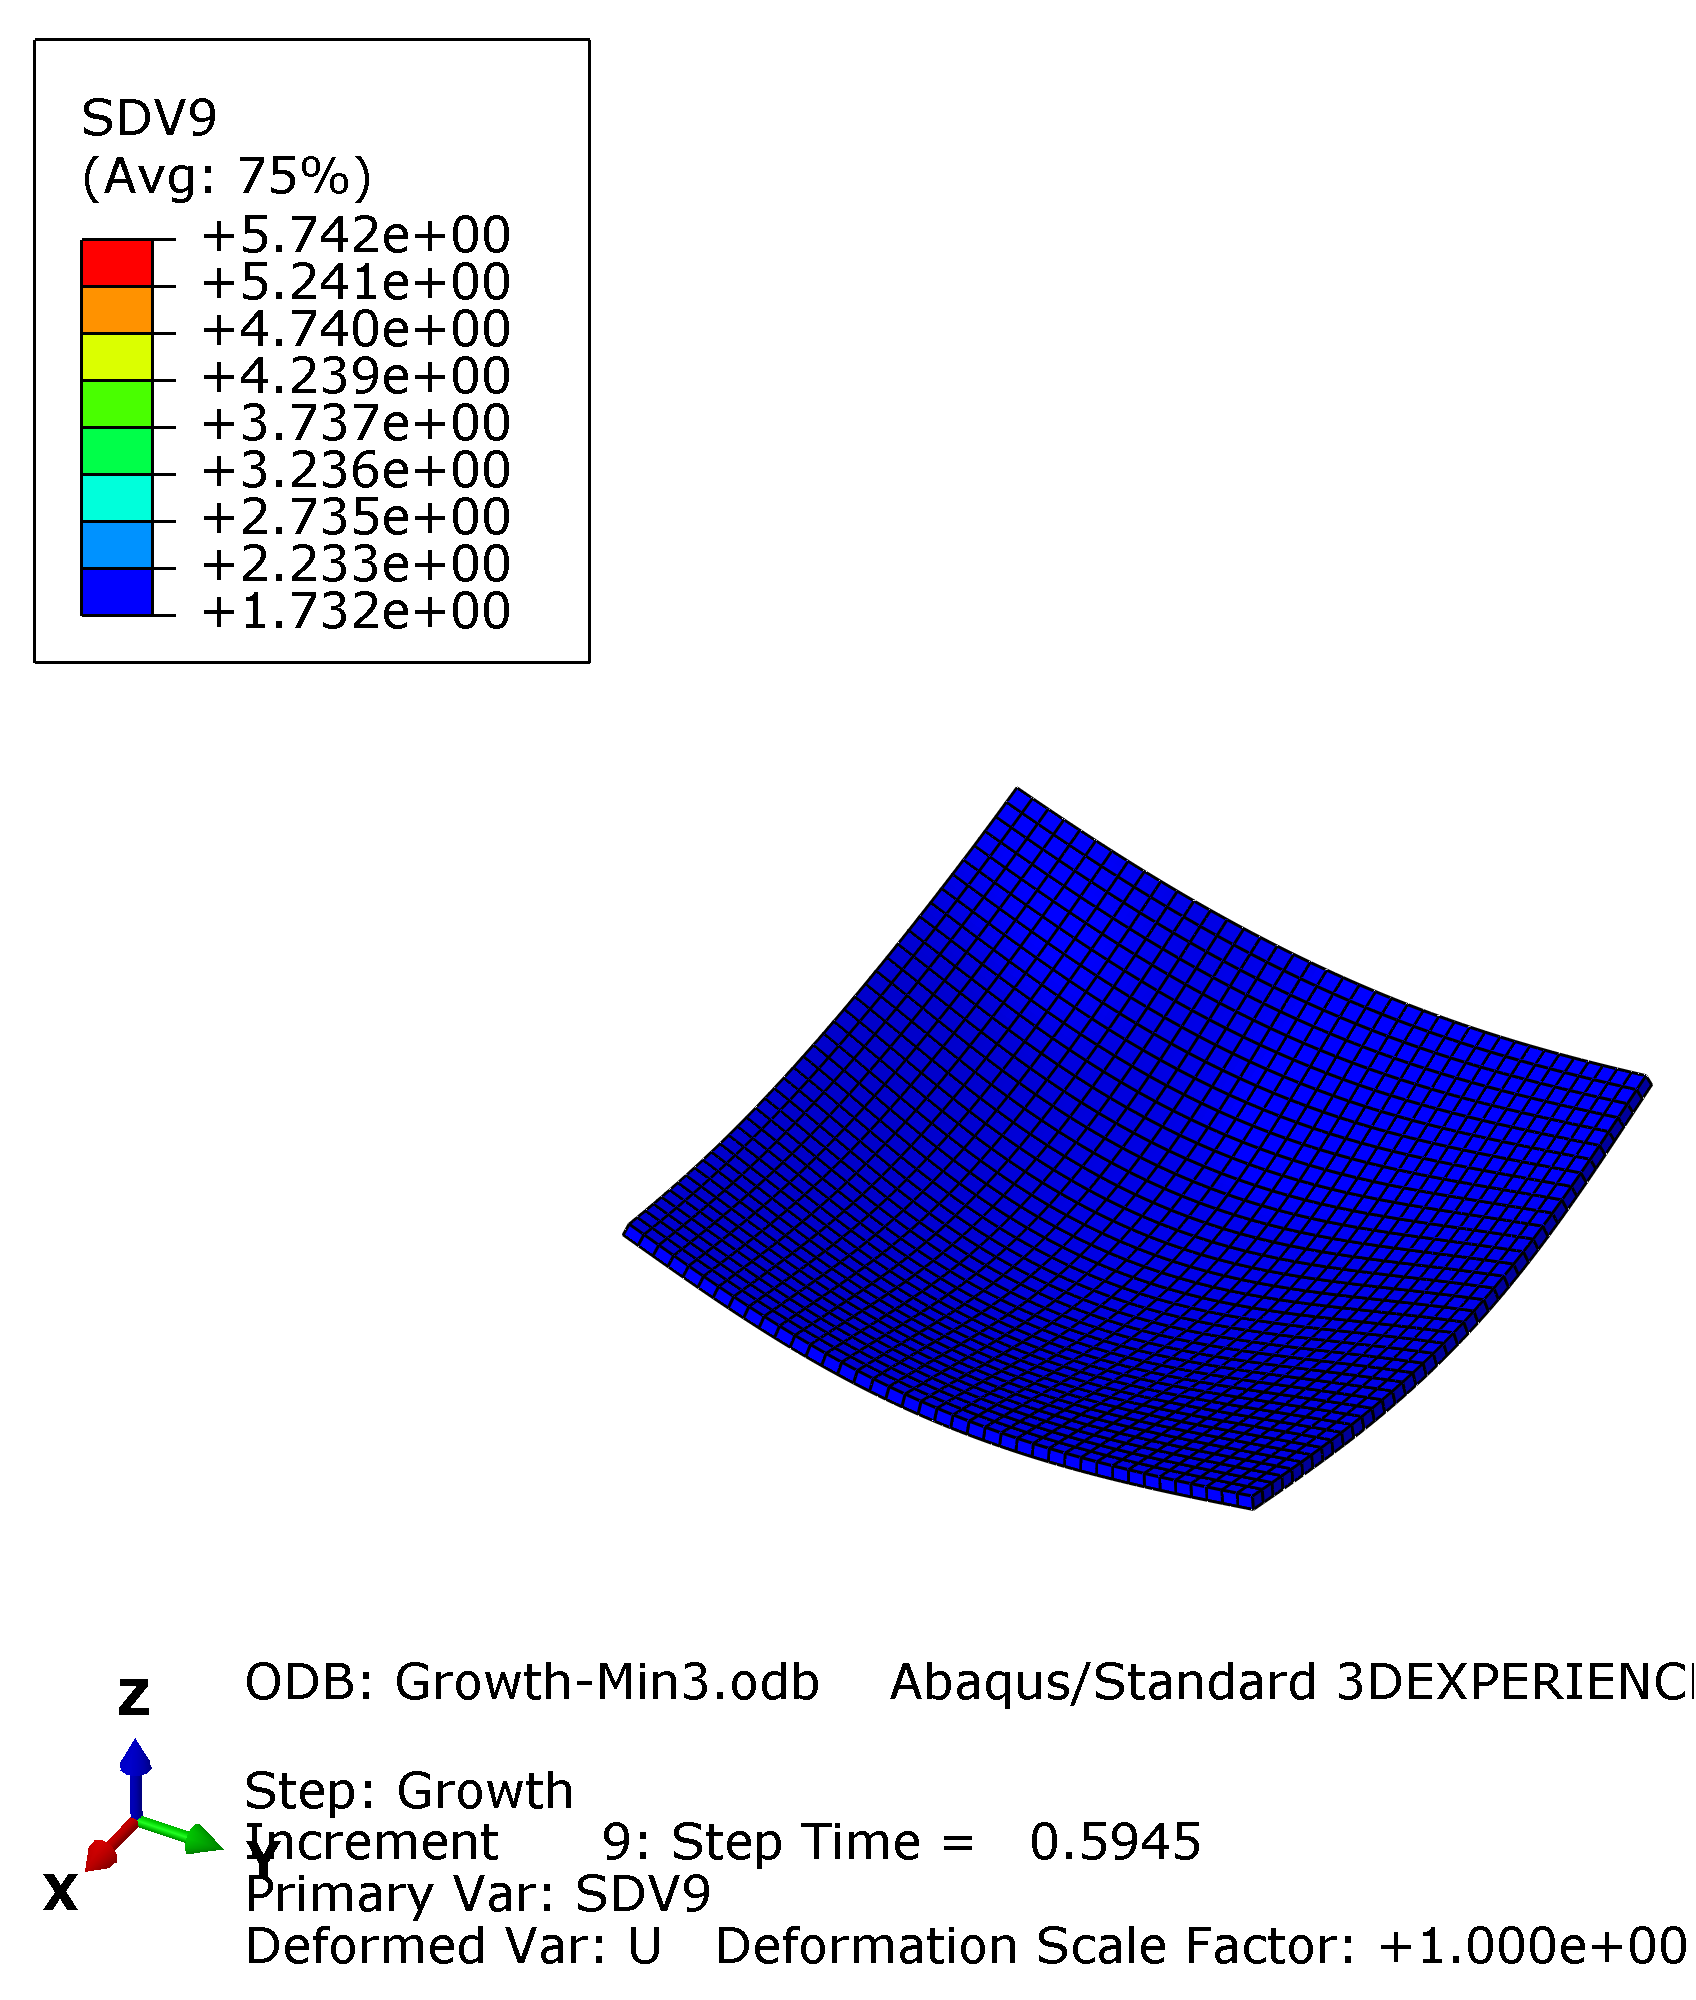 SDV9
(Avg: 75%)
+5.742e+00
+5.241e+00
+4.740e+00
+4.239e+00
+3.737e+00
+3.236e+00
+2.735e+00
+2.233e+00
+1.732e+00
ODB: Growth-Min3.odb Abaqus/Standard 3DEXPERIENC
Z
Step: Growth
Increment 9: Step Time = 0.5945
Y
X
Primary Var: SDV9
Deformed Var: U Deformation Scale Factor: +1.000e+00